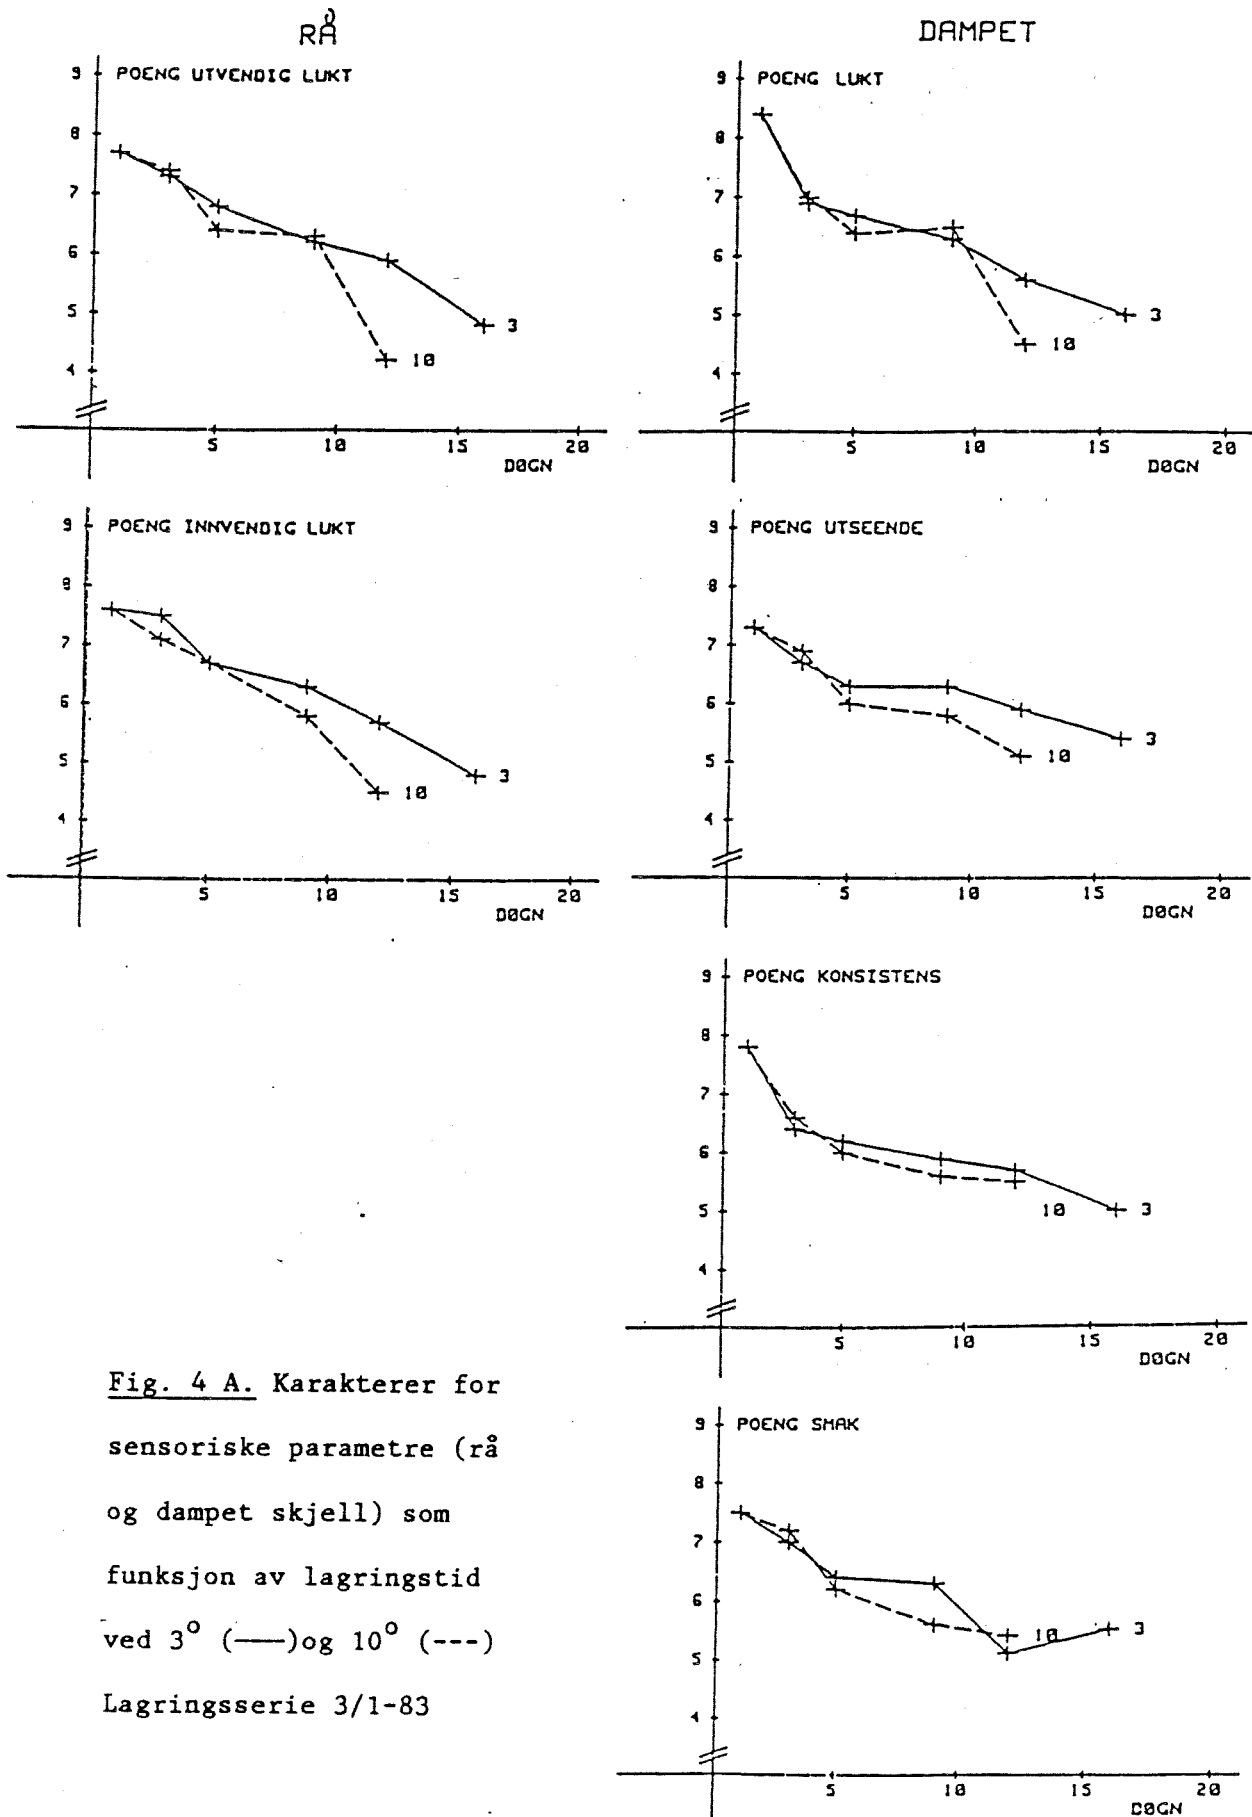 RÅ
DAMPET
9 POENG UTVENDIG LUKT
8
7
6
5
4
3
10
5 10 15 20
DØGN
9 POENG LUKT
8
7
6
5
4
3
10
5 10 15 20
DØGN
9 POENG INNVENDIG LUKT
8
7
6
5
4
3
10
5 10 15 20
DØGN
9 POENG UTSEENDE
8
7
6
5
4
3
10
5 10 15 20
DØGN
9 POENG KONSISTENS
8
7
6
5
4
10 3
5 10 15 20
DØGN
9 POENG SMAK
8
7
6
5
4
10 3
5 10 15 20
DØGN
Fig. 4 A. Karakterer for
sensoriske parametre (rå
og dampet skjell) som
funksjon av lagringstid
ved 3° (——)og 10° (---)
Lagringsserie 3/1-83